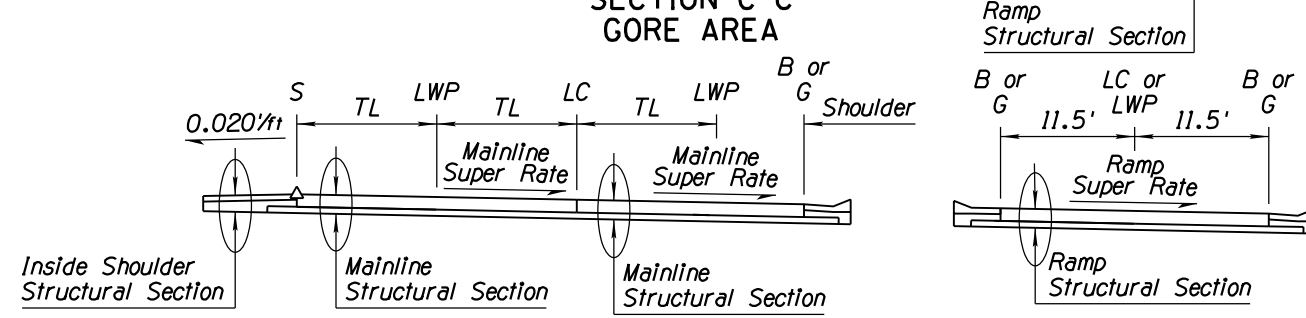 SECTION C-C
GORE AREA
Ramp
Structural Section
S
TL
LWP
TL
LC
TL
LWP
B or
G
Shoulder
0.020'/ft
Mainline
Super Rate
Mainline
Super Rate
Inside Shoulder
Structural Section
Mainline
Structural Section
Mainline
Structural Section
B or
G
LC or
LWP
B or
G
11.5'
11.5'
Ramp
Super Rate
Ramp
Structural Section